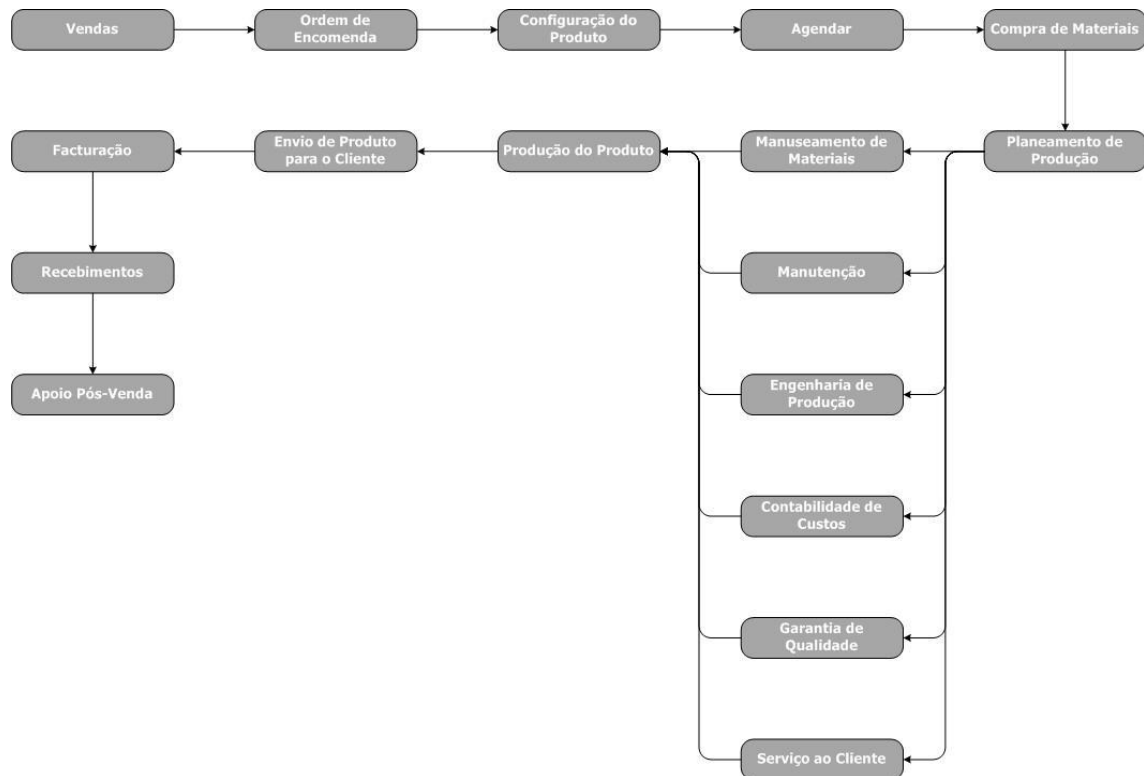 Vendas
Ordem de
Encomenda
Configuração do
Produto
Agendar
Compra de Materiais
Facturação
Envio de Produto
para o Cliente
Produção do Produto
Manuseamento de
Materiais
Planeamento de
Produção
Recebimentos
Manutenção
Apoio Pós-Venda
Engenharia de
Produção
Contabilidade de
Custos
Garantia de
Qualidade
Serviço ao Cliente